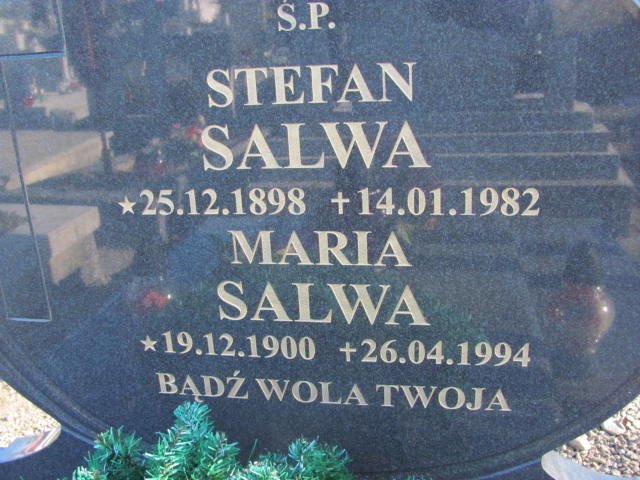 Ś.P.
STEFAN
SALWA
★25.12.1898 +14.01.1982
MARIA
SALWA
★19.12.1900 +26.04.1994
BĄDŹ WOLA TWOJA